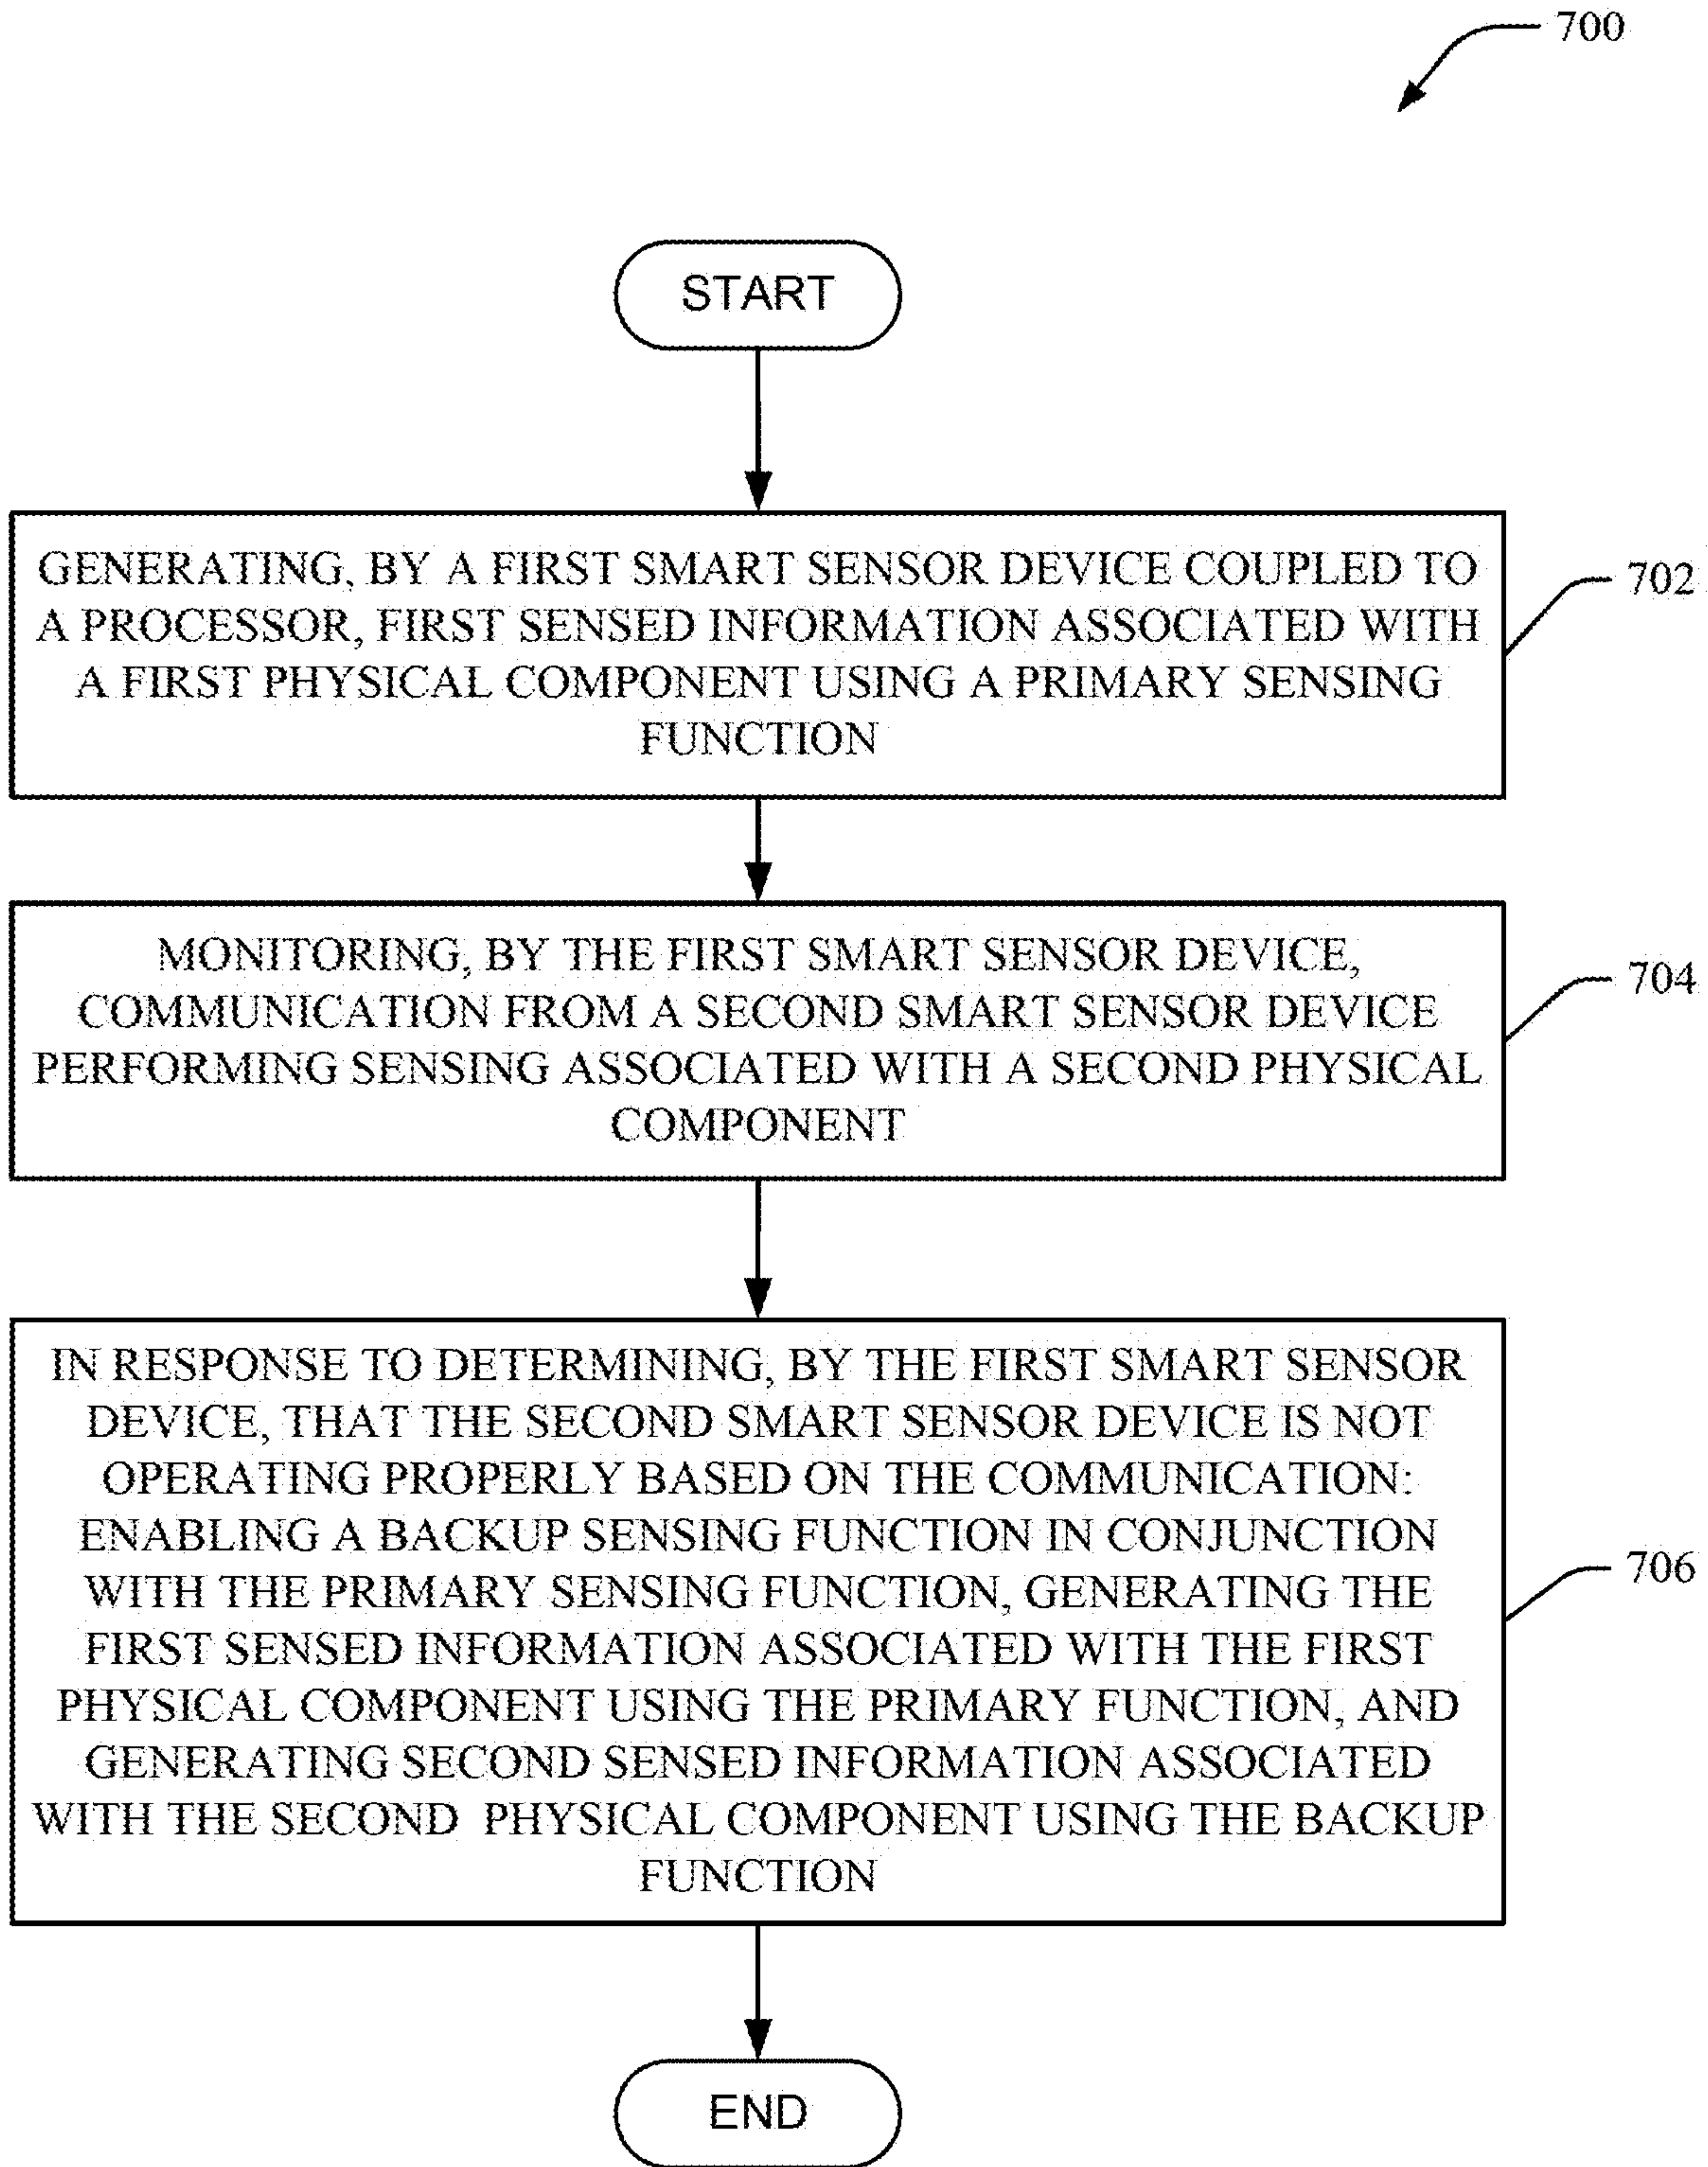 700
START
GENERATING, BY A FIRST SMART SENSOR DEVICE COUPLED TO
A PROCESSOR, FIRST SENSED INFORMATION ASSOCIATED WITH
A FIRST PHYSICAL COMPONENT USING A PRIMARY SENSING
FUNCTION
702
MONITORING, BY THE FIRST SMART SENSOR DEVICE,
COMMUNICATION FROM A SECOND SMART SENSOR DEVICE
PERFORMING SENSING ASSOCIATED WITH A SECOND PHYSICAL
COMPONENT
704
IN RESPONSE TO DETERMINING, BY THE FIRST SMART SENSOR
DEVICE, THAT THE SECOND SMART SENSOR DEVICE IS NOT
OPERATING PROPERLY BASED ON THE COMMUNICATION:
ENABLING A BACKUP SENSING FUNCTION IN CONJUNCTION
WITH THE PRIMARY SENSING FUNCTION, GENERATING THE
FIRST SENSED INFORMATION ASSOCIATED WITH THE FIRST
PHYSICAL COMPONENT USING THE PRIMARY FUNCTION, AND
GENERATING SECOND SENSED INFORMATION ASSOCIATED
WITH THE SECOND PHYSICAL COMPONENT USING THE BACKUP
FUNCTION
706
END